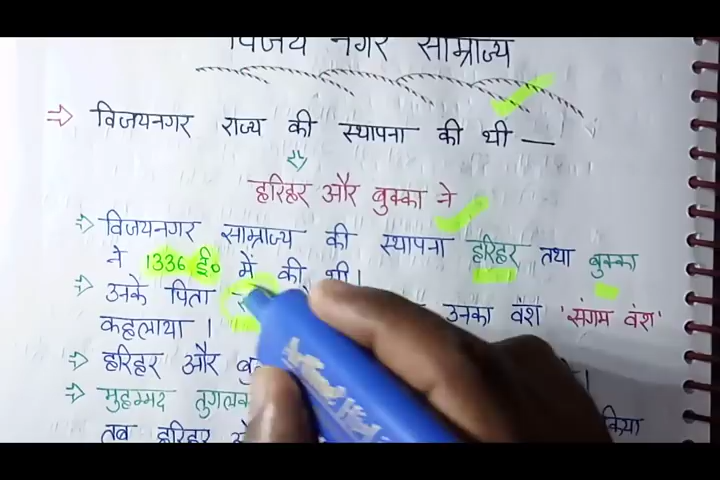 विजय नगर साम्राज्य
⇒ विजयनगर राज्य की स्थापना की थी —
हरिहर और बुक्का ने
⇒ विजयनगर साम्राज्य की स्थापना हरिहर तथा बुक्का
ने 1336 ई० में की थी।
⇒ उनके पिता उनका वंश 'संगम वंश'
कहलाया।
⇒ हरिहर और
⇒ मुहम्मद तुगलक किया
तब हरिहर